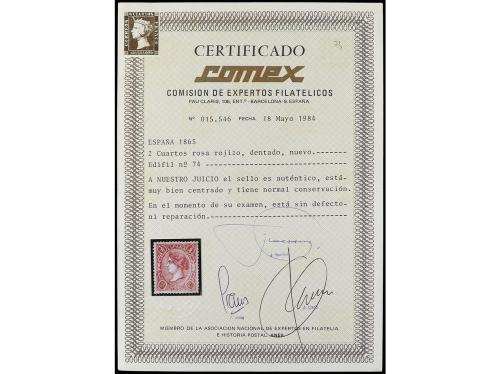 CERTIFICADO
comex
COMISION DE EXPERTOS FILATELICOS
PAU CLARIS, 106, ENT.º - BARCELONA-9. ESPAÑA
Nº 015.546 FECHA 18 Mayo 1984
ESPAÑA 1865
2 Cuartos rosa rojizo, dentado, nuevo.-------
Edifil nº 74----------------------------
A NUESTRO JUICIO el sello es auténtico, está-
muy bien centrado y tiene normal conservación.
En el momento de su examen, está sin defecto-
ni reparación.----------
MIEMBRO DE LA ASOCIACION NACIONAL DE EXPERTOS EN FILATELIA
E HISTORIA POSTAL-ANEF.